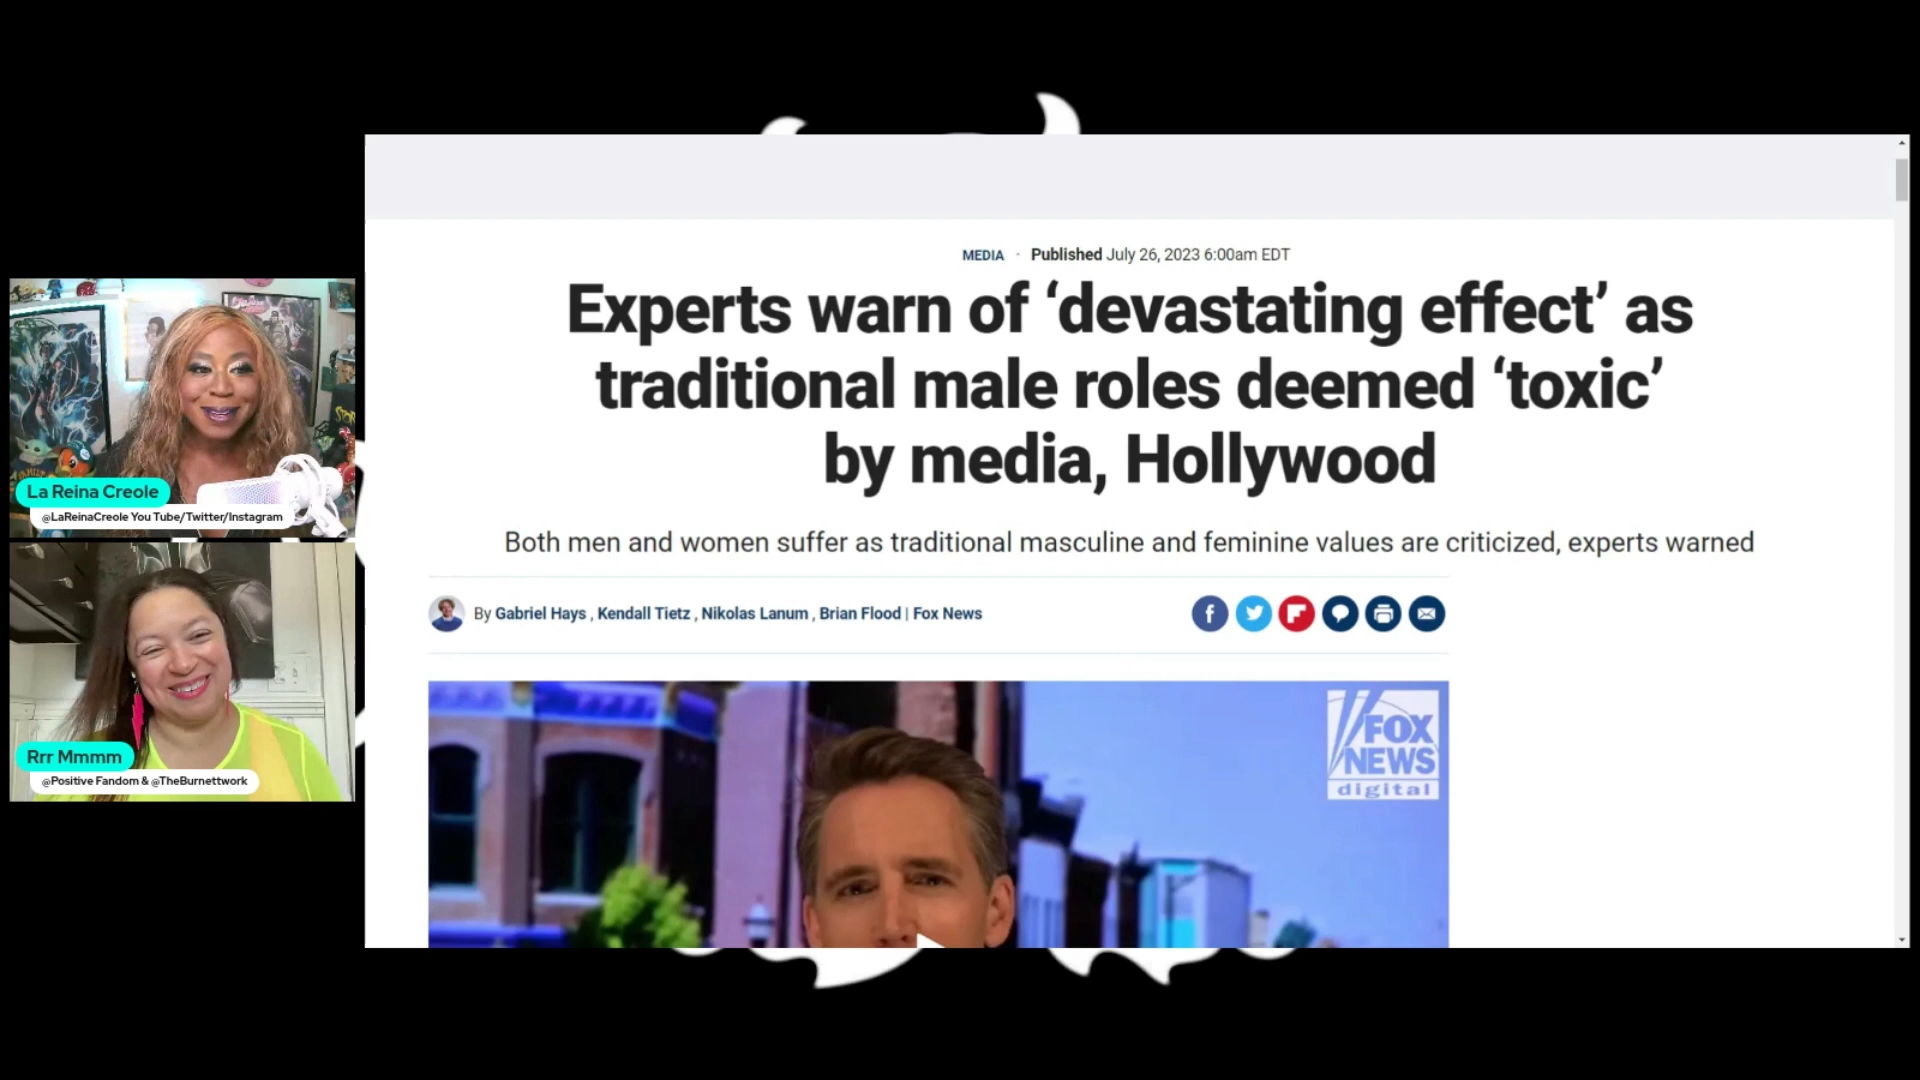 MEDIA · Published July 26, 2023 6:00am EDT
Experts warn of ‘devastating effect’ as
traditional male roles deemed ‘toxic’
by media, Hollywood
Both men and women suffer as traditional masculine and feminine values are criticized, experts warned
By Gabriel Hays , Kendall Tietz , Nikolas Lanum , Brian Flood | Fox News
FOX
NEWS
digital
La Reina Creole
@LaReinaCreole You Tube/Twitter/Instagram
Rrr Mmmm
@Positive Fandom & @TheBurnettwork